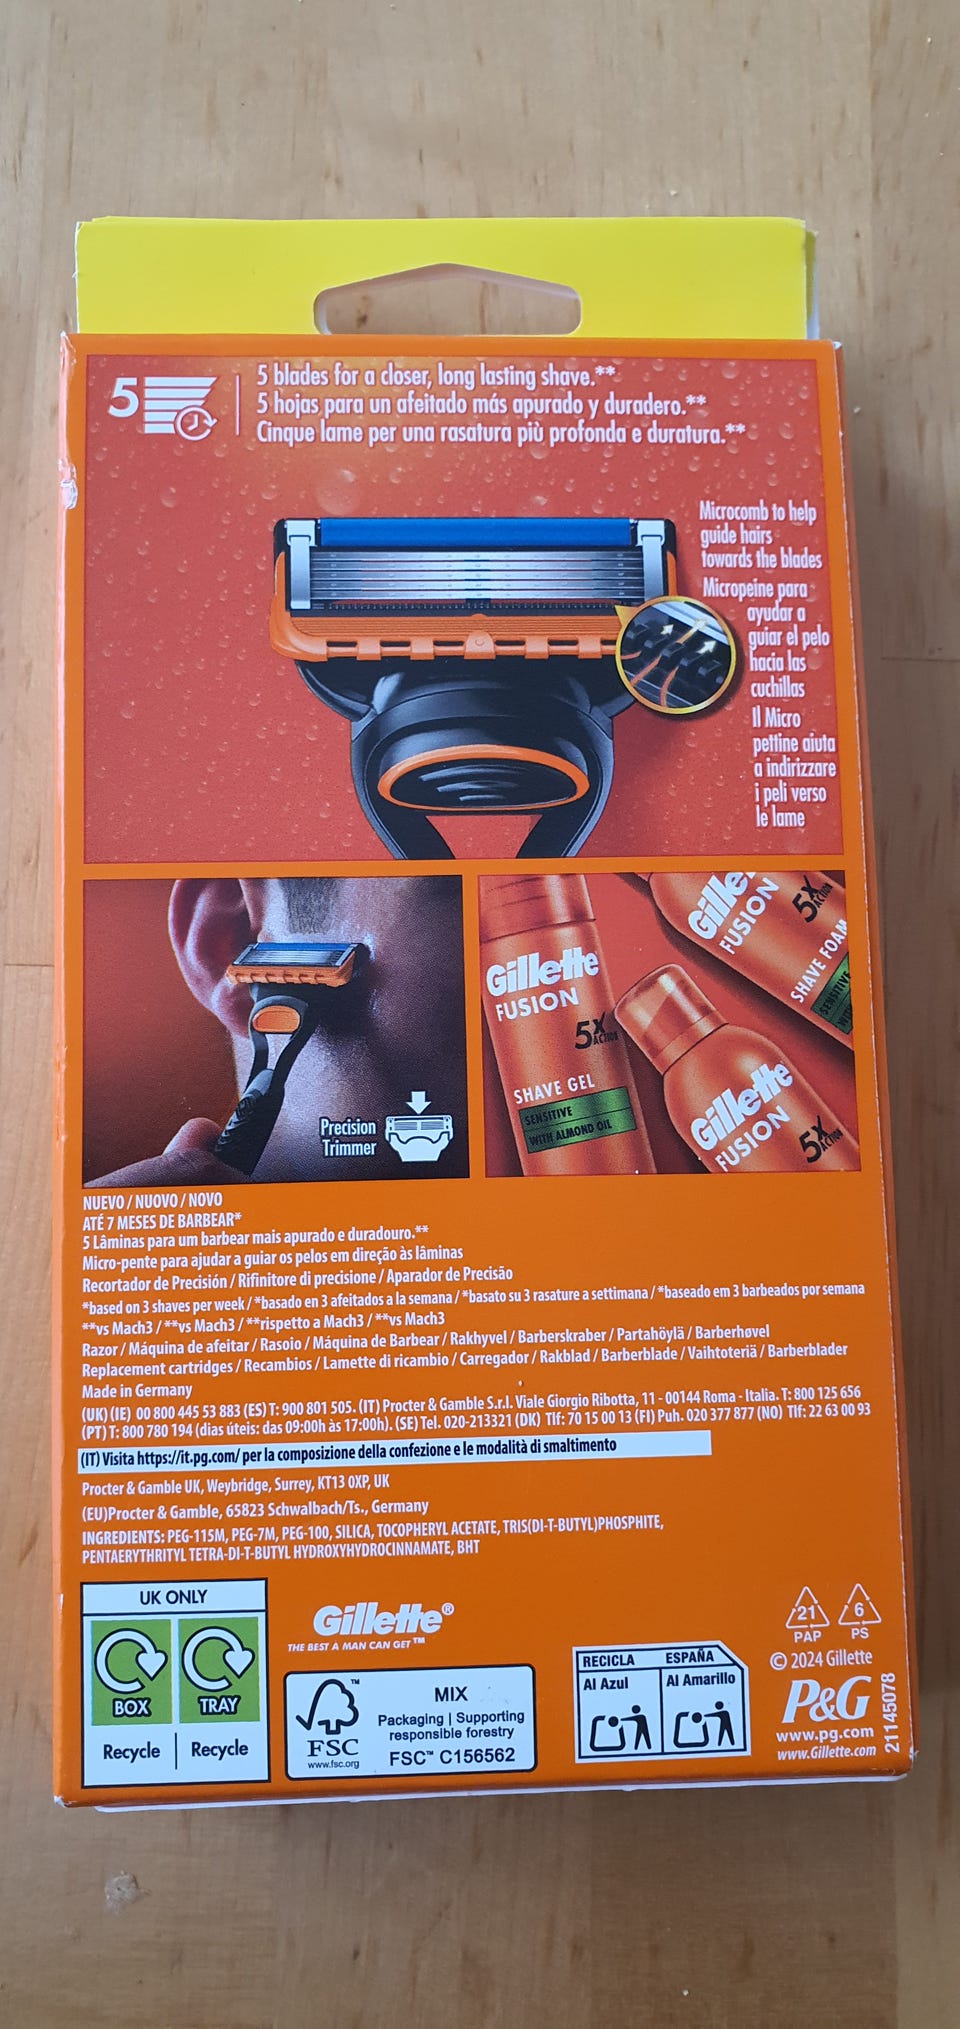 5
5 blades for a closer, long lasting shave.**
5 hojas para un afeitado más apurado y duradero.**
Cinque lame per una rasatura più profonda e duratura.**
Microcomb to help
guide hairs
towards the blades
Micropeine para
ayudar a
guiar el pelo
hacia las
cuchillas
Il Micro
pettine aiuta
a indirizzare
i peli verso
le lame
Precision
Trimmer
Gillette
FUSION
5X
ACTION
SHAVE GEL
SENSITIVE
WITH ALMOND OIL
Gillette
FUSION
5X
ACTION
SHAVE FOAM
SENSITIVE
Gillette
FUSION
5X
ACTION
NUEVO / NUOVO / NOVO
ATÉ 7 MESES DE BARBEAR*
5 Lâminas para um barbear mais apurado e duradouro.**
Micro-pente para ajudar a guiar os pelos em direção às lâminas
Recortador de Precisión / Rifinitore di precisione / Aparador de Precisão
*based on 3 shaves per week / *basado en 3 afeitados a la semana / *basato su 3 rasature a settimana / *baseado em 3 barbeados por semana
**vs Mach3 / **vs Mach3 / **rispetto a Mach3 / **vs Mach3
Razor / Máquina de afeitar / Rasoio / Máquina de Barbear / Rakhyvel / Barberskraber / Partahöylä / Barberhøvel
Replacement cartridges / Recambios / Lamette di ricambio / Carregador / Rakblad / Barberblade / Vaihtoteriä / Barberblader
Made in Germany
(UK) (IE) 00 800 445 53 883 (ES) T: 900 801 505. (IT) Procter & Gamble S.r.l. Viale Giorgio Ribotta, 11 - 00144 Roma - Italia. T: 800 125 656
(PT) T: 800 780 194 (dias úteis: das 09:00h às 17:00h). (SE) Tel. 020-213321 (DK) Tlf: 70 15 00 13 (FI) Puh. 020 377 877 (NO) Tlf: 22 63 00 93
(IT) Visita https://it.pg.com/ per la composizione della confezione e le modalità di smaltimento
Procter & Gamble UK, Weybridge, Surrey, KT13 0XP, UK
(EU)Procter & Gamble, 65823 Schwalbach/Ts., Germany
INGREDIENTS: PEG-115M, PEG-7M, PEG-100, SILICA, TOCOPHERYL ACETATE, TRIS(DI-T-BUTYL)PHOSPHITE,
PENTAERYTHRITYL TETRA-DI-T-BUTYL HYDROXYHYDROCINNAMATE, BHT
UK ONLY
BOX TRAY
Recycle Recycle
Gillette®
THE BEST A MAN CAN GET™
FSC™
www.fsc.org
MIX
Packaging | Supporting
responsible forestry
FSC™ C156562
RECICLA ESPAÑA
Al Azul Al Amarillo
21 6
PAP PS
© 2024 Gillette
P&G
www.pg.com
www.Gillette.com
21145078